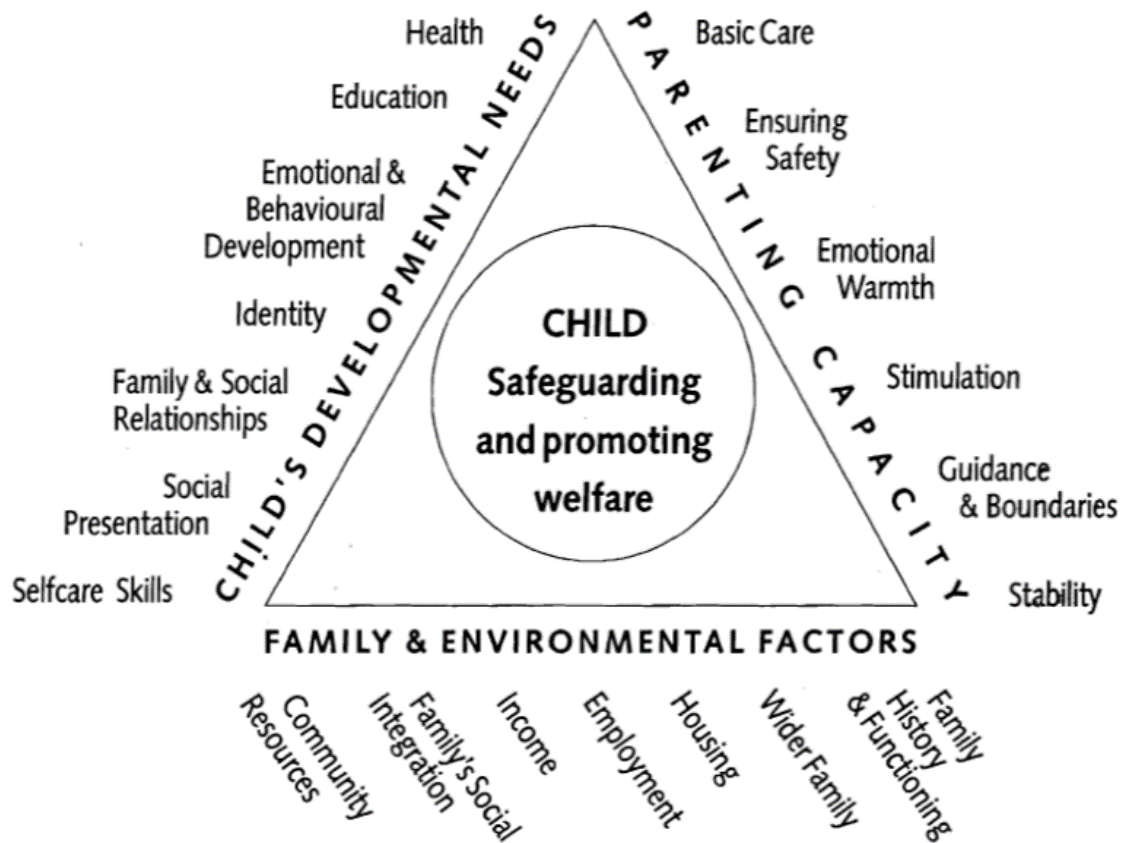 Health
Education
Emotional &
Behavioural
Development
Identity
Family & Social
Relationships
Social
Presentation
Selfcare Skills
CHILD'S DEVELOPMENTAL NEEDS
PARENTING CAPACITY
Basic Care
Ensuring
Safety
Emotional
Warmth
Stimulation
Guidance
& Boundaries
Stability
CHILD
Safeguarding
and promoting
welfare
FAMILY & ENVIRONMENTAL FACTORS
Community
Resources
Family's Social
Integration
Income
Employment
Housing
Wider Family
Family
History
& Functioning